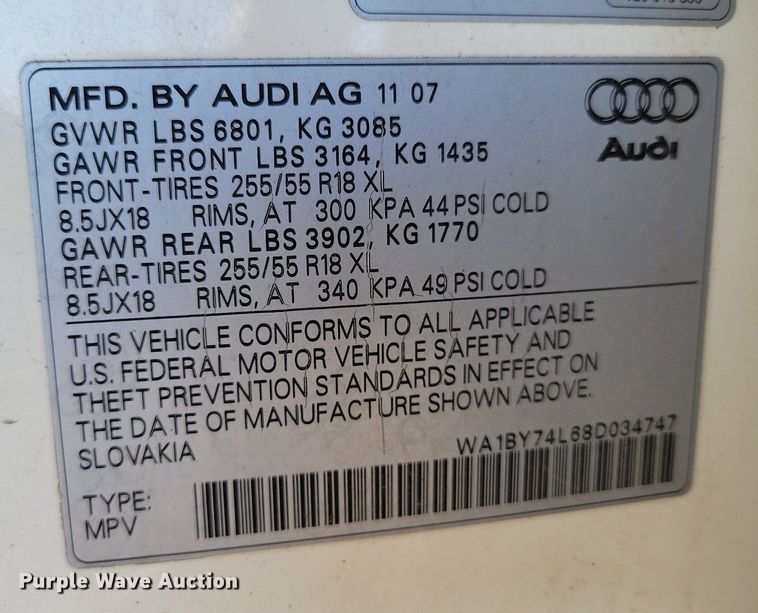 MFD. BY AUDI AG 11 07
GVWR LBS 6801, KG 3085
GAWR FRONT LBS 3164, KG 1435
FRONT-TIRES 255/55 R18 XL
8.5JX18 RIMS, AT 300 KPA 44 PSI COLD
GAWR REAR LBS 3902, KG 1770
REAR-TIRES 255/55 R18 XL
8.5JX18 RIMS, AT 340 KPA 49 PSI COLD
Audi
THIS VEHICLE CONFORMS TO ALL APPLICABLE
U.S. FEDERAL MOTOR VEHICLE SAFETY AND
THEFT PREVENTION STANDARDS IN EFFECT ON
THE DATE OF MANUFACTURE SHOWN ABOVE.
SLOVAKIA
WA1BY74L68D034747
TYPE:
MPV
Purple Wave Auction